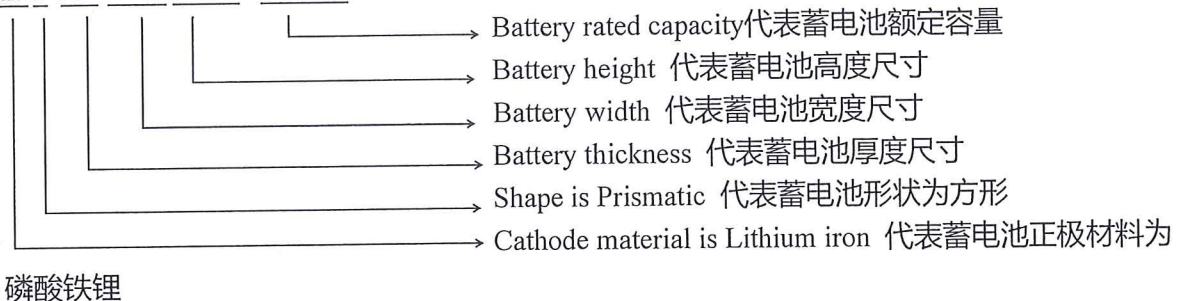 Battery rated capacity代表蓄电池额定容量
Battery height 代表蓄电池高度尺寸
Battery width 代表蓄电池宽度尺寸
Battery thickness 代表蓄电池厚度尺寸
Shape is Prismatic 代表蓄电池形状为方形
Cathode material is Lithium iron 代表蓄电池正极材料为
磷酸铁锂